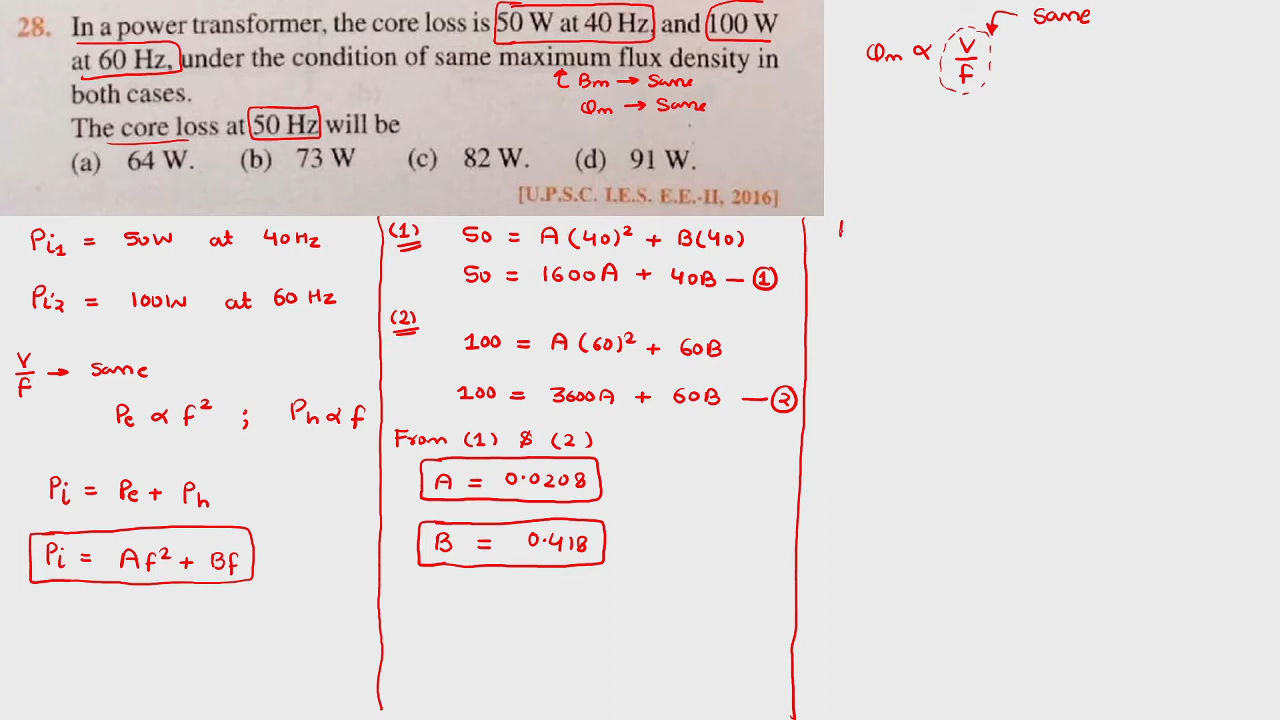 28. In a power transformer, the core loss is 50 W at 40 Hz, and 100 W
at 60 Hz, under the condition of same maximum flux density in
both cases.
The core loss at 50 Hz will be
(a) 64 W. (b) 73 W (c) 82 W. (d) 91 W.
[U.P.S.C. I.E.S. E.E.-II, 2016]
Bm → Same
φm → Same
φm ∝ V/f
same
Pi1 = 50W at 40Hz
Pi2 = 100W at 60 Hz
V/f → same
Pe ∝ f² ; Ph ∝ f
Pi = Pe + Ph
Pi = Af² + Bf
(1) 50 = A(40)² + B(40)
50 = 1600A + 40B — ①
(2)
100 = A(60)² + 60B
100 = 3600A + 60B — ②
From (1) & (2)
A = 0.0208
B = 0.418